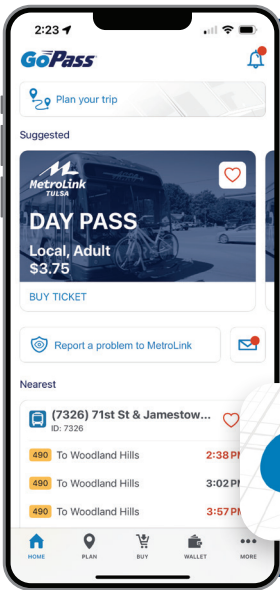 2:23
GoPass
Plan your trip
Suggested
MetroLink
TULSA
DAY PASS
Local, Adult
$3.75
BUY TICKET
Report a problem to MetroLink
Nearest
(7326) 71st St & Jamestow...
ID: 7326
490 To Woodland Hills 2:38 PM
490 To Woodland Hills 3:02 PM
490 To Woodland Hills 3:57 PM
HOME PLAN BUY WALLET MORE